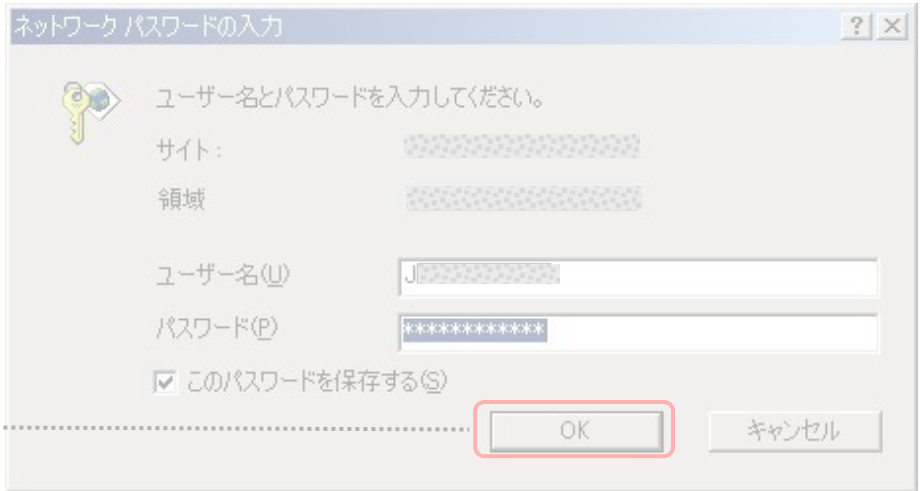 ネットワーク パスワードの入力
ユーザー名とパスワードを入力してください。
サイト:
領域
ユーザー名(U) J
パスワード(P) ************
このパスワードを保存する(S)
OK キャンセル